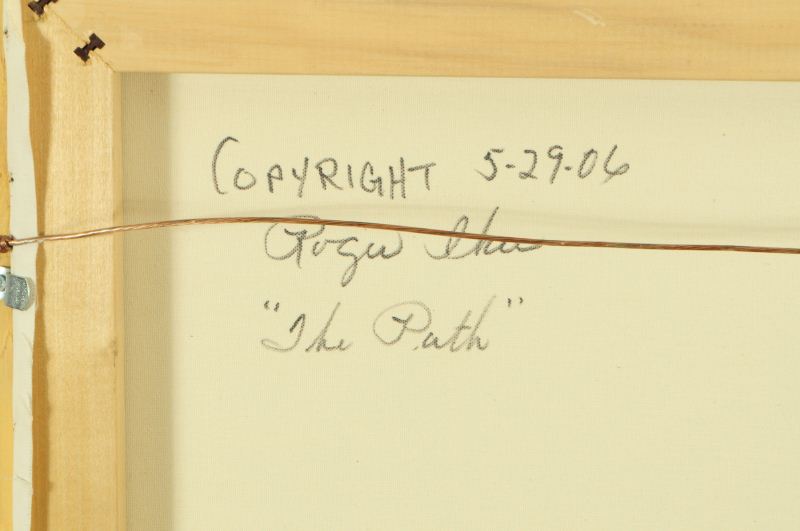 COPYRIGHT 5-29-06
Roger
"The Path"